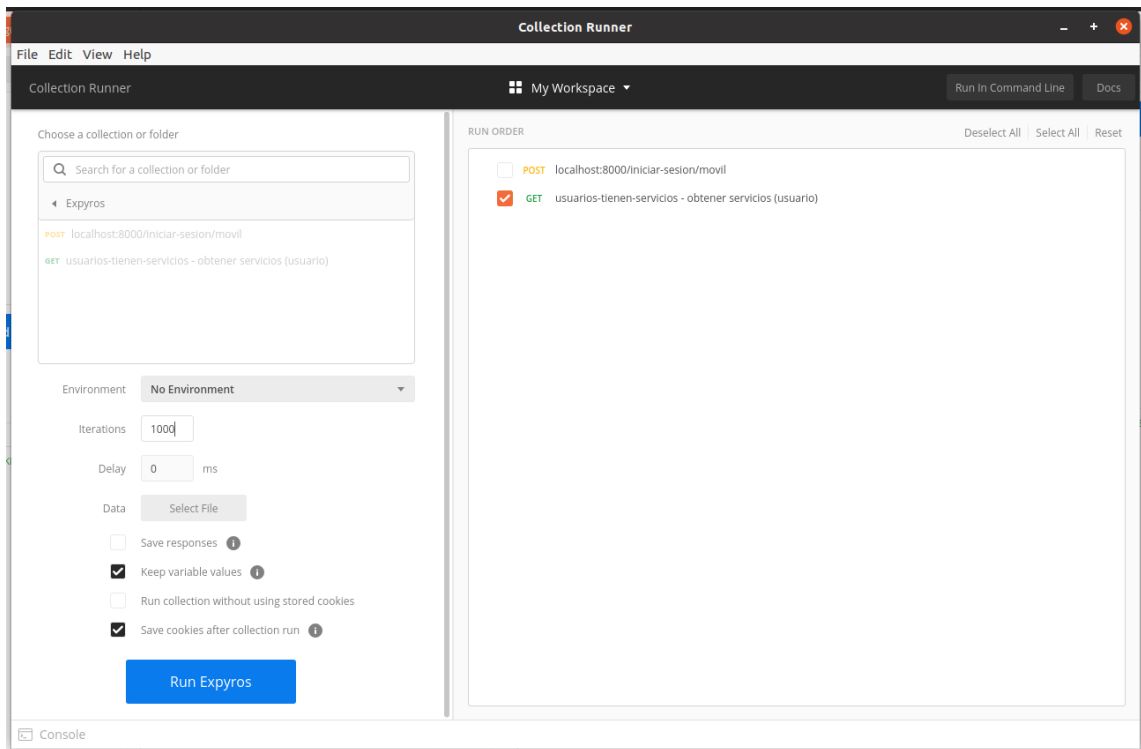 Collection Runner
File Edit View Help
Collection Runner
My Workspace
Run In Command Line
Docs
Choose a collection or folder
Search for a collection or folder
Expyros
POST localhost:8000/iniciar-sesion/movil
GET usuarios-tienen-servicios - obtener servicios (usuario)
Environment No Environment
Iterations 1000
Delay 0 ms
Data Select File
Save responses
Keep variable values
Run collection without using stored cookies
Save cookies after collection run
Run Expyros
RUN ORDER
Deselect All Select All Reset
POST localhost:8000/iniciar-sesion/movil
GET usuarios-tienen-servicios - obtener servicios (usuario)
Console